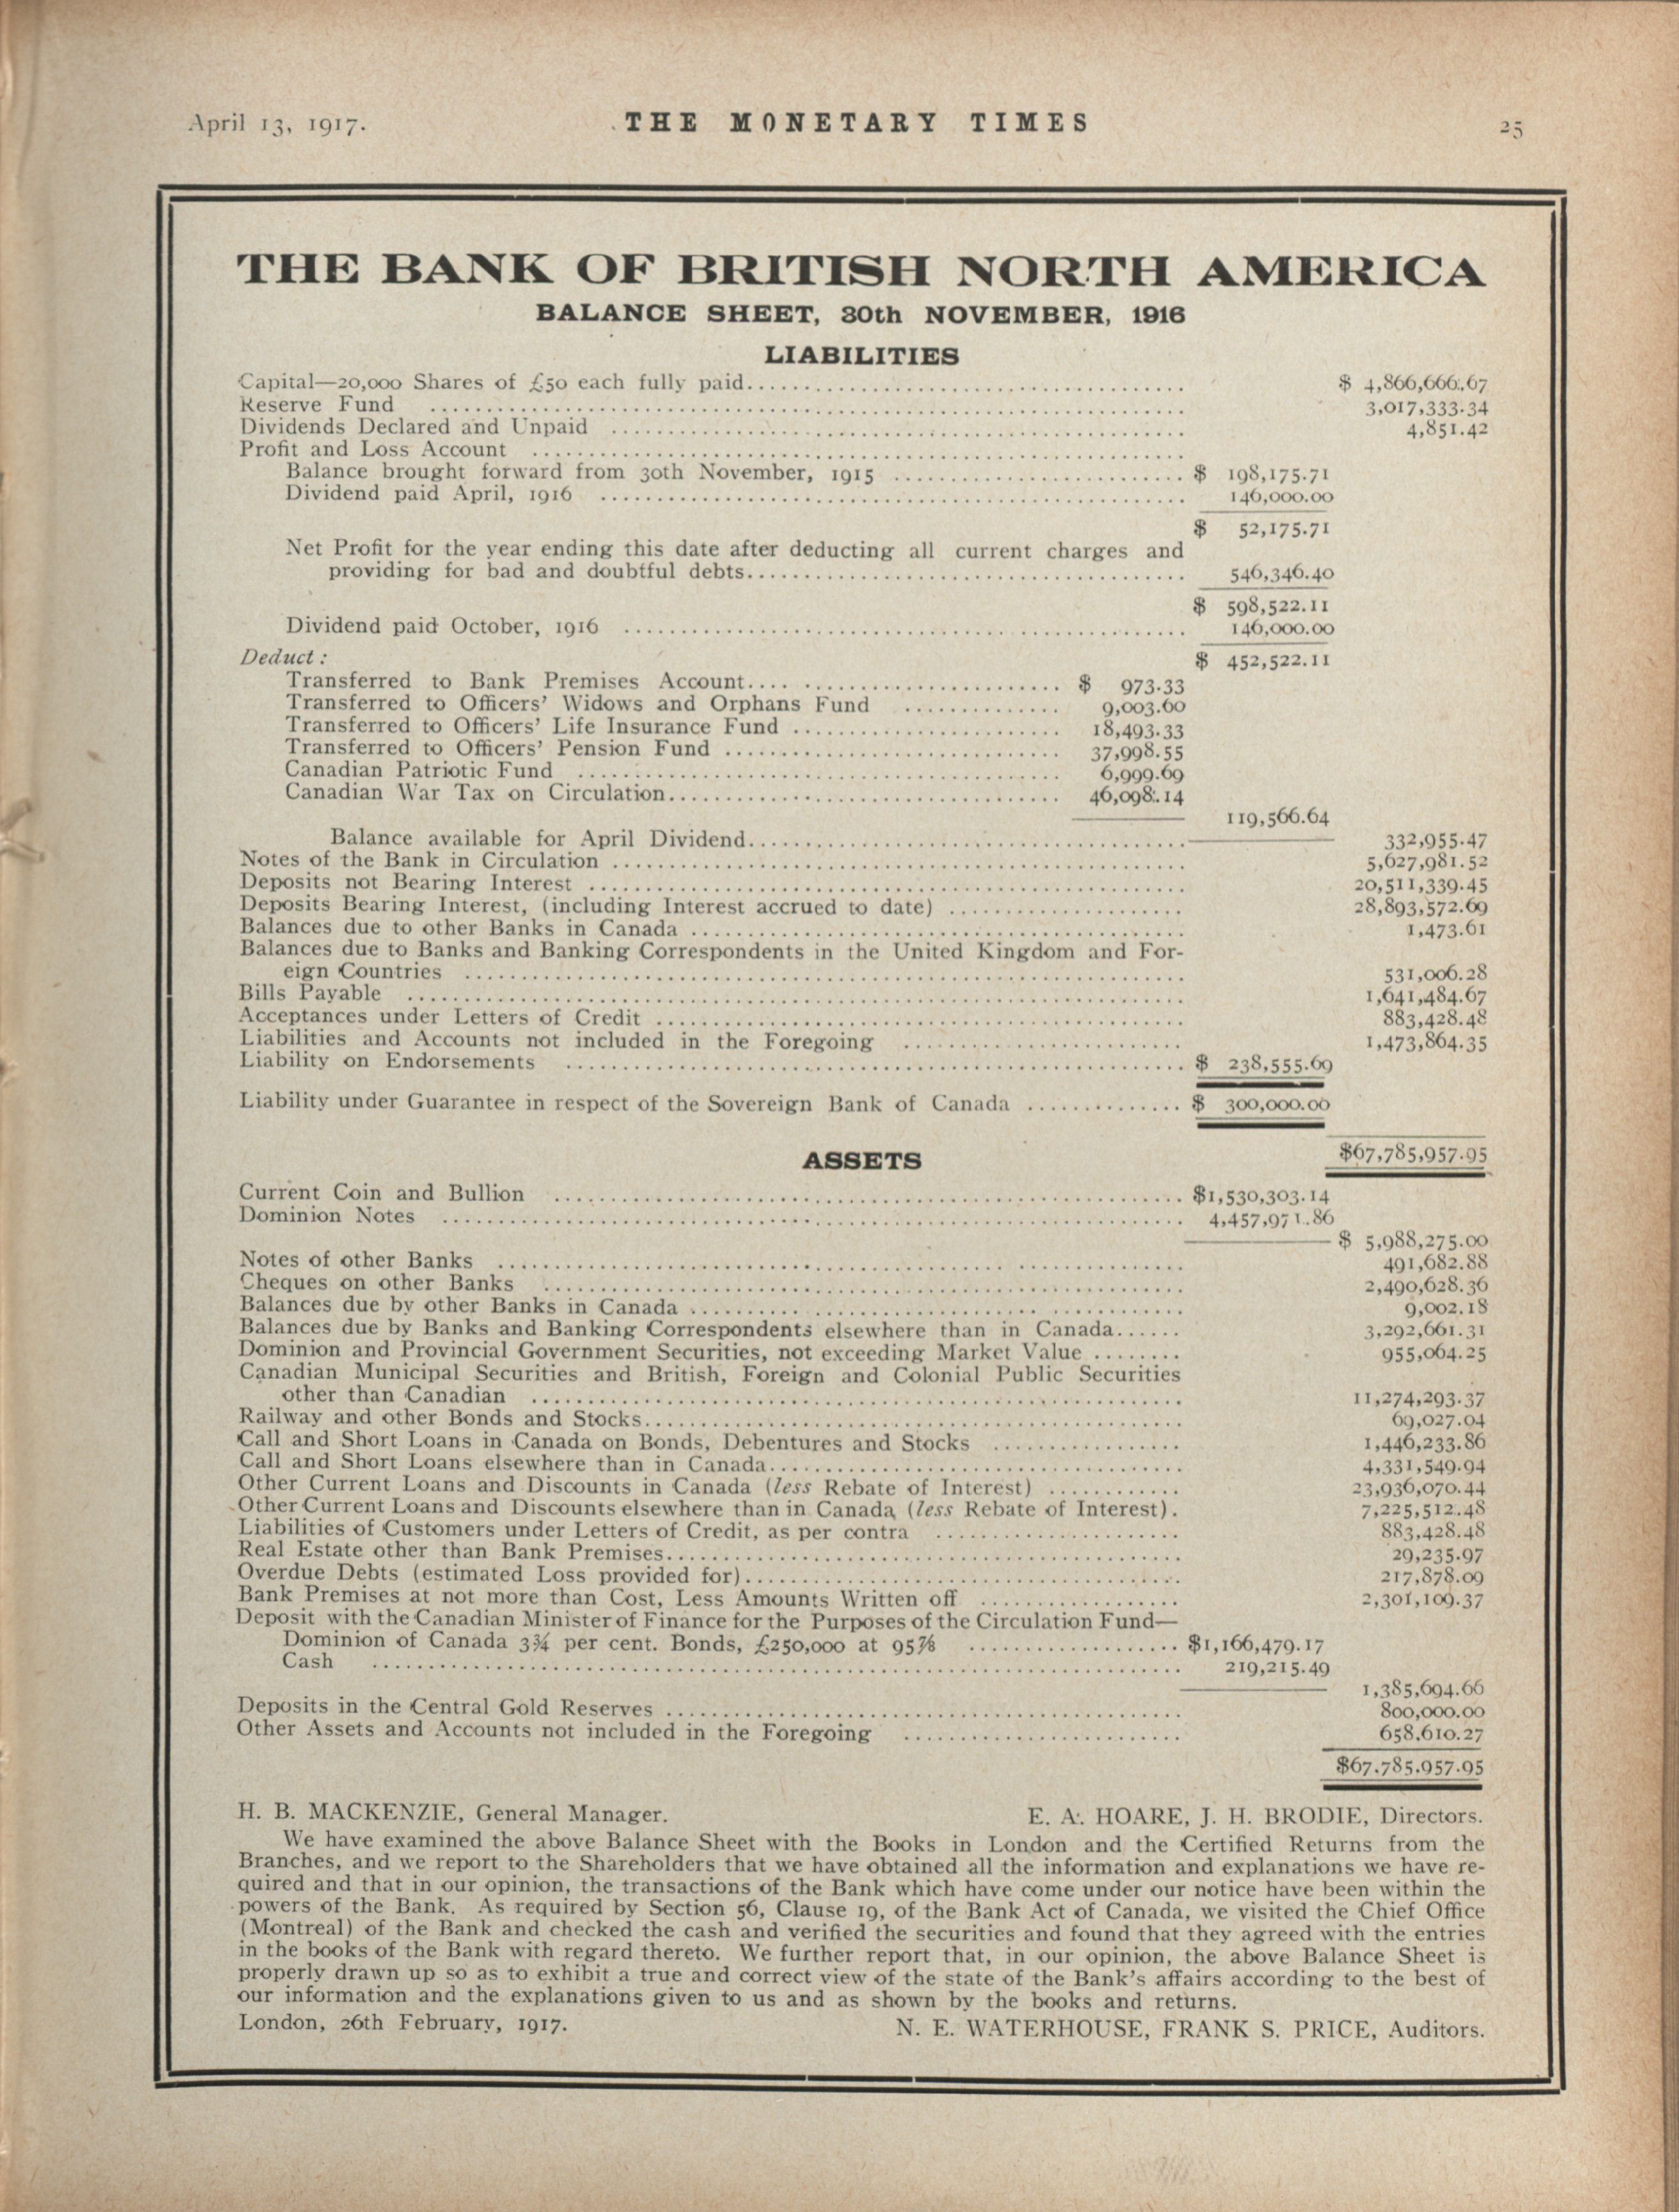 April 13, 1917. THE MONETARY TIMES 25
THE BANK OF BRITISH NORTH AMERICA
BALANCE SHEET, 30th NOVEMBER, 1916
LIABILITIES
Capital—20,000 Shares of £50 each fully paid. $ 4,866,666.67
Reserve Fund 3,017,333.34
Dividends Declared and Unpaid 4,851.42
Profit and Loss Account
Balance brought forward from 30th November, 1915 $ 198,175.71
Dividend paid April, 1916 146,000.00
$ 52,175.71
Net Profit for the year ending this date after deducting all current charges and
providing for bad and doubtful debts. 546,346.40
$ 598,522.11
Dividend paid October, 1916 146,000.00
Deduct: $ 452,522.11
Transferred to Bank Premises Account. $ 973.33
Transferred to Officers' Widows and Orphans Fund 9,003.60
Transferred to Officers' Life Insurance Fund 18,493.33
Transferred to Officers' Pension Fund 37,998.55
Canadian Patriotic Fund 6,999.69
Canadian War Tax on Circulation. 46,098.14
119,566.64
Balance available for April Dividend. 332,955.47
Notes of the Bank in Circulation 5,627,981.52
Deposits not Bearing Interest 20,511,339.45
Deposits Bearing Interest, (including Interest accrued to date) 28,893,572.69
Balances due to other Banks in Canada 1,473.61
Balances due to Banks and Banking Correspondents in the United Kingdom and For-
eign Countries 531,006.28
Bills Payable 1,641,484.67
Acceptances under Letters of Credit 883,428.48
Liabilities and Accounts not included in the Foregoing 1,473,864.35
Liability on Endorsements $ 238,555.69
Liability under Guarantee in respect of the Sovereign Bank of Canada $ 300,000.00
$67,785,957.95
ASSETS
Current Coin and Bullion $1,530,303.14
Dominion Notes 4,457,971.86
$ 5,988,275.00
Notes of other Banks 491,682.88
Cheques on other Banks 2,490,628.36
Balances due by other Banks in Canada 9,002.18
Balances due by Banks and Banking Correspondents elsewhere than in Canada. 3,292,661.31
Dominion and Provincial Government Securities, not exceeding Market Value 955,064.25
Canadian Municipal Securities and British, Foreign and Colonial Public Securities
other than Canadian 11,274,293.37
Railway and other Bonds and Stocks. 69,027.04
Call and Short Loans in Canada on Bonds, Debentures and Stocks 1,446,233.86
Call and Short Loans elsewhere than in Canada. 4,331,549.94
Other Current Loans and Discounts in Canada (less Rebate of Interest) 23,936,070.44
Other Current Loans and Discounts elsewhere than in Canada, (less Rebate of Interest). 7,225,512.48
Liabilities of Customers under Letters of Credit, as per contra 883,428.48
Real Estate other than Bank Premises. 29,235.97
Overdue Debts (estimated Loss provided for). 217,878.09
Bank Premises at not more than Cost, Less Amounts Written off 2,301,109.37
Deposit with the Canadian Minister of Finance for the Purposes of the Circulation Fund—
Dominion of Canada 3¾ per cent. Bonds, £250,000 at 95⅞ $1,166,479.17
Cash 219,215.49
1,385,694.66
Deposits in the Central Gold Reserves 800,000.00
Other Assets and Accounts not included in the Foregoing 658,610.27
$67,785,957.95
H. B. MACKENZIE, General Manager. E. A. HOARE, J. H. BRODIE, Directors.
We have examined the above Balance Sheet with the Books in London and the Certified Returns from the
Branches, and we report to the Shareholders that we have obtained all the information and explanations we have re-
quired and that in our opinion, the transactions of the Bank which have come under our notice have been within the
powers of the Bank. As required by Section 56, Clause 19, of the Bank Act of Canada, we visited the Chief Office
(Montreal) of the Bank and checked the cash and verified the securities and found that they agreed with the entries
in the books of the Bank with regard thereto. We further report that, in our opinion, the above Balance Sheet is
properly drawn up so as to exhibit a true and correct view of the state of the Bank's affairs according to the best of
our information and the explanations given to us and as shown by the books and returns.
London, 26th February, 1917. N. E. WATERHOUSE, FRANK S. PRICE, Auditors.